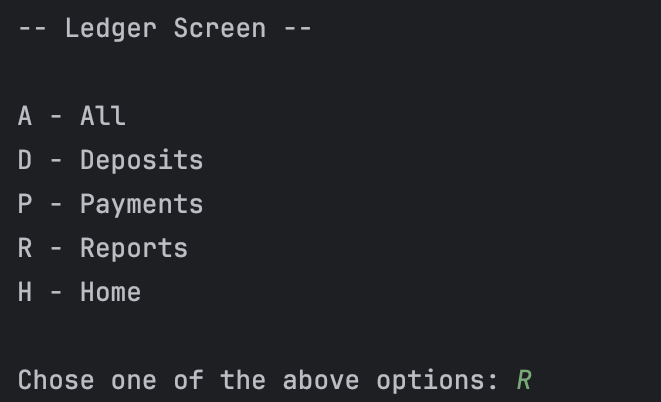 -- Ledger Screen --
A - All
D - Deposits
P - Payments
R - Reports
H - Home
Chose one of the above options: R